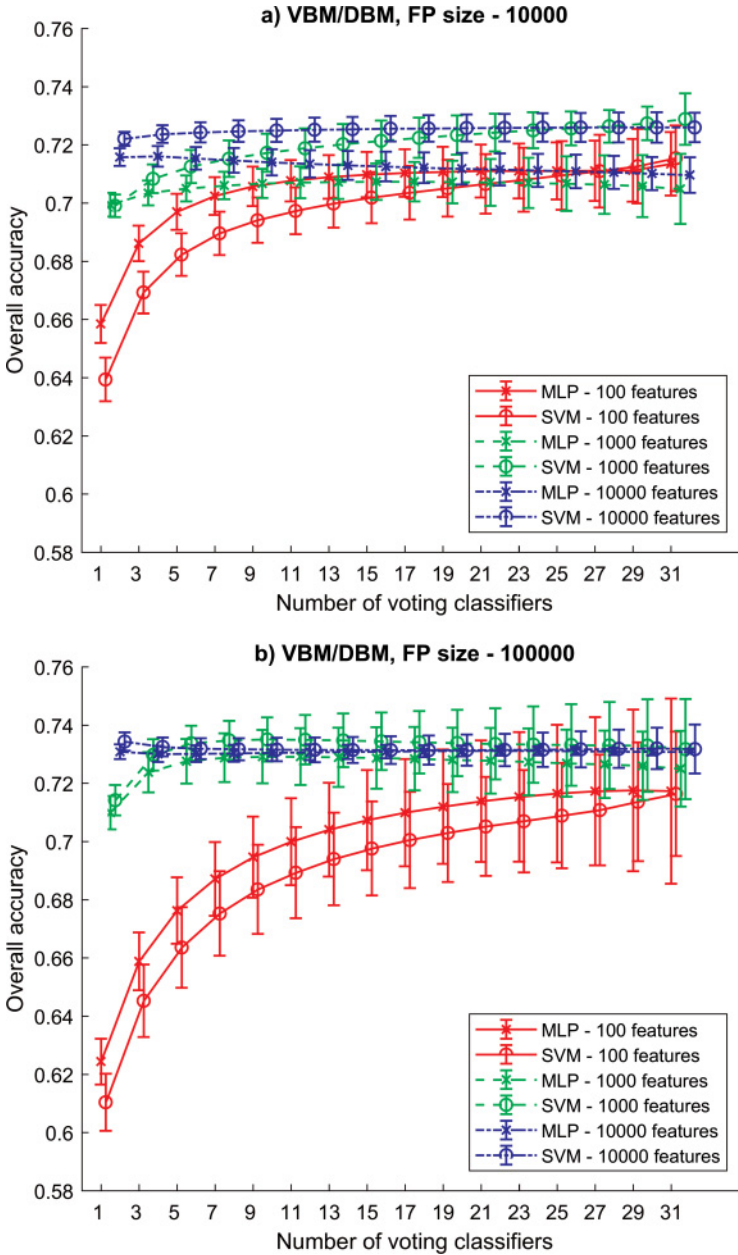 a) VBM/DBM, FP size - 10000
0.76
0.74
0.72
0.7
0.68
0.66
0.64
0.62
0.6
0.58
Overall accuracy
MLP - 100 features
SVM - 100 features
MLP - 1000 features
SVM - 1000 features
MLP - 10000 features
SVM - 10000 features
1 3 5 7 9 11 13 15 17 19 21 23 25 27 29 31
Number of voting classifiers
b) VBM/DBM, FP size - 100000
0.76
0.74
0.72
0.7
0.68
0.66
0.64
0.62
0.6
0.58
Overall accuracy
MLP - 100 features
SVM - 100 features
MLP - 1000 features
SVM - 1000 features
MLP - 10000 features
SVM - 10000 features
1 3 5 7 9 11 13 15 17 19 21 23 25 27 29 31
Number of voting classifiers